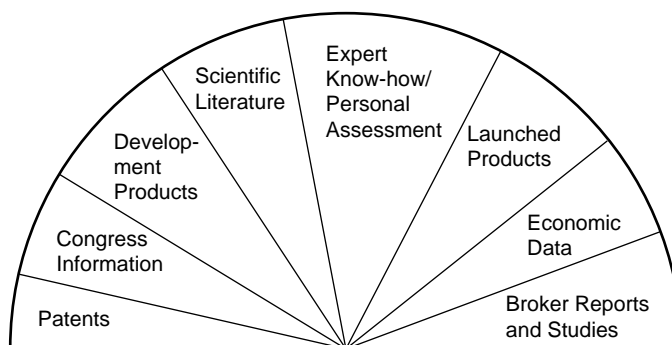 Patents
Congress
Information
Develop-
ment
Products
Scientific
Literature
Expert
Know-how/
Personal
Assessment
Launched
Products
Economic
Data
Broker Reports
and Studies